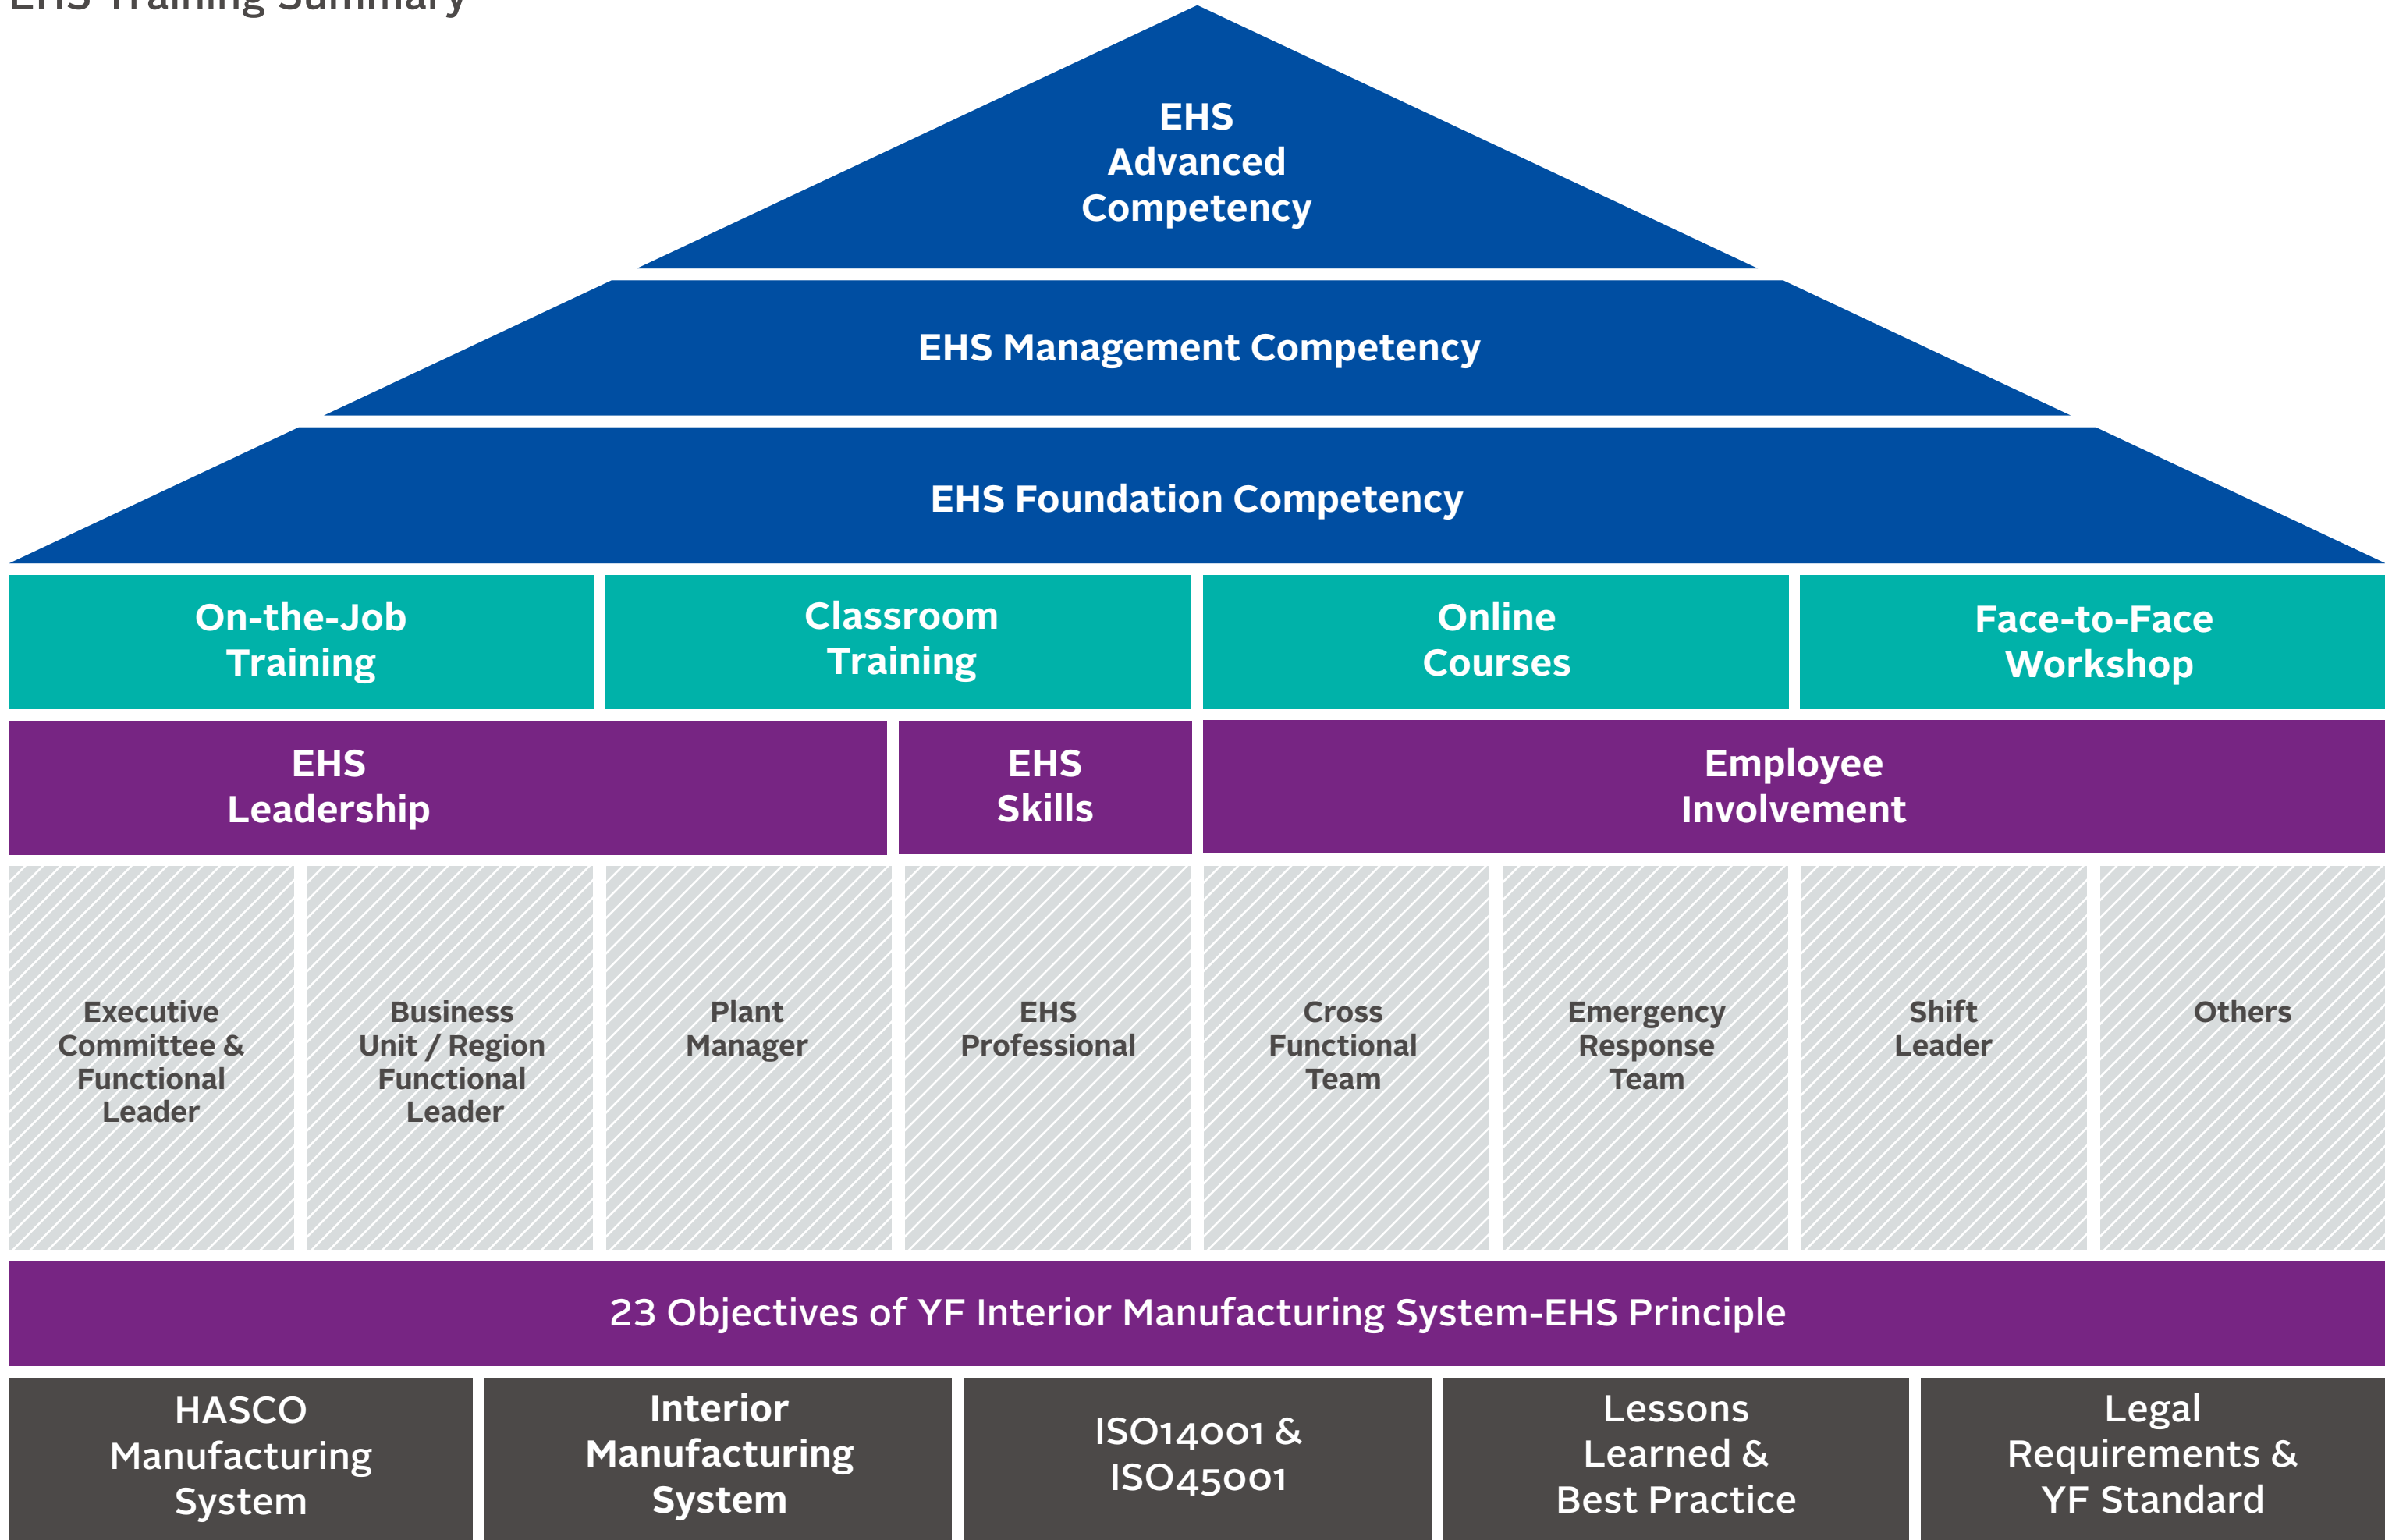 EHS Training Summary
EHS
Advanced
Competency
EHS Management Competency
EHS Foundation Competency
On-the-Job
Training
Classroom
Training
Online
Courses
Face-to-Face
Workshop
EHS
Leadership
EHS
Skills
Employee
Involvement
Executive
Committee &
Functional
Leader
Business
Unit / Region
Functional
Leader
Plant
Manager
EHS
Professional
Cross
Functional
Team
Emergency
Response
Team
Shift
Leader
Others
23 Objectives of YF Interior Manufacturing System-EHS Principle
HASCO
Manufacturing
System
Interior
Manufacturing
System
ISO14001 &
ISO45001
Lessons
Learned &
Best Practice
Legal
Requirements &
YF Standard